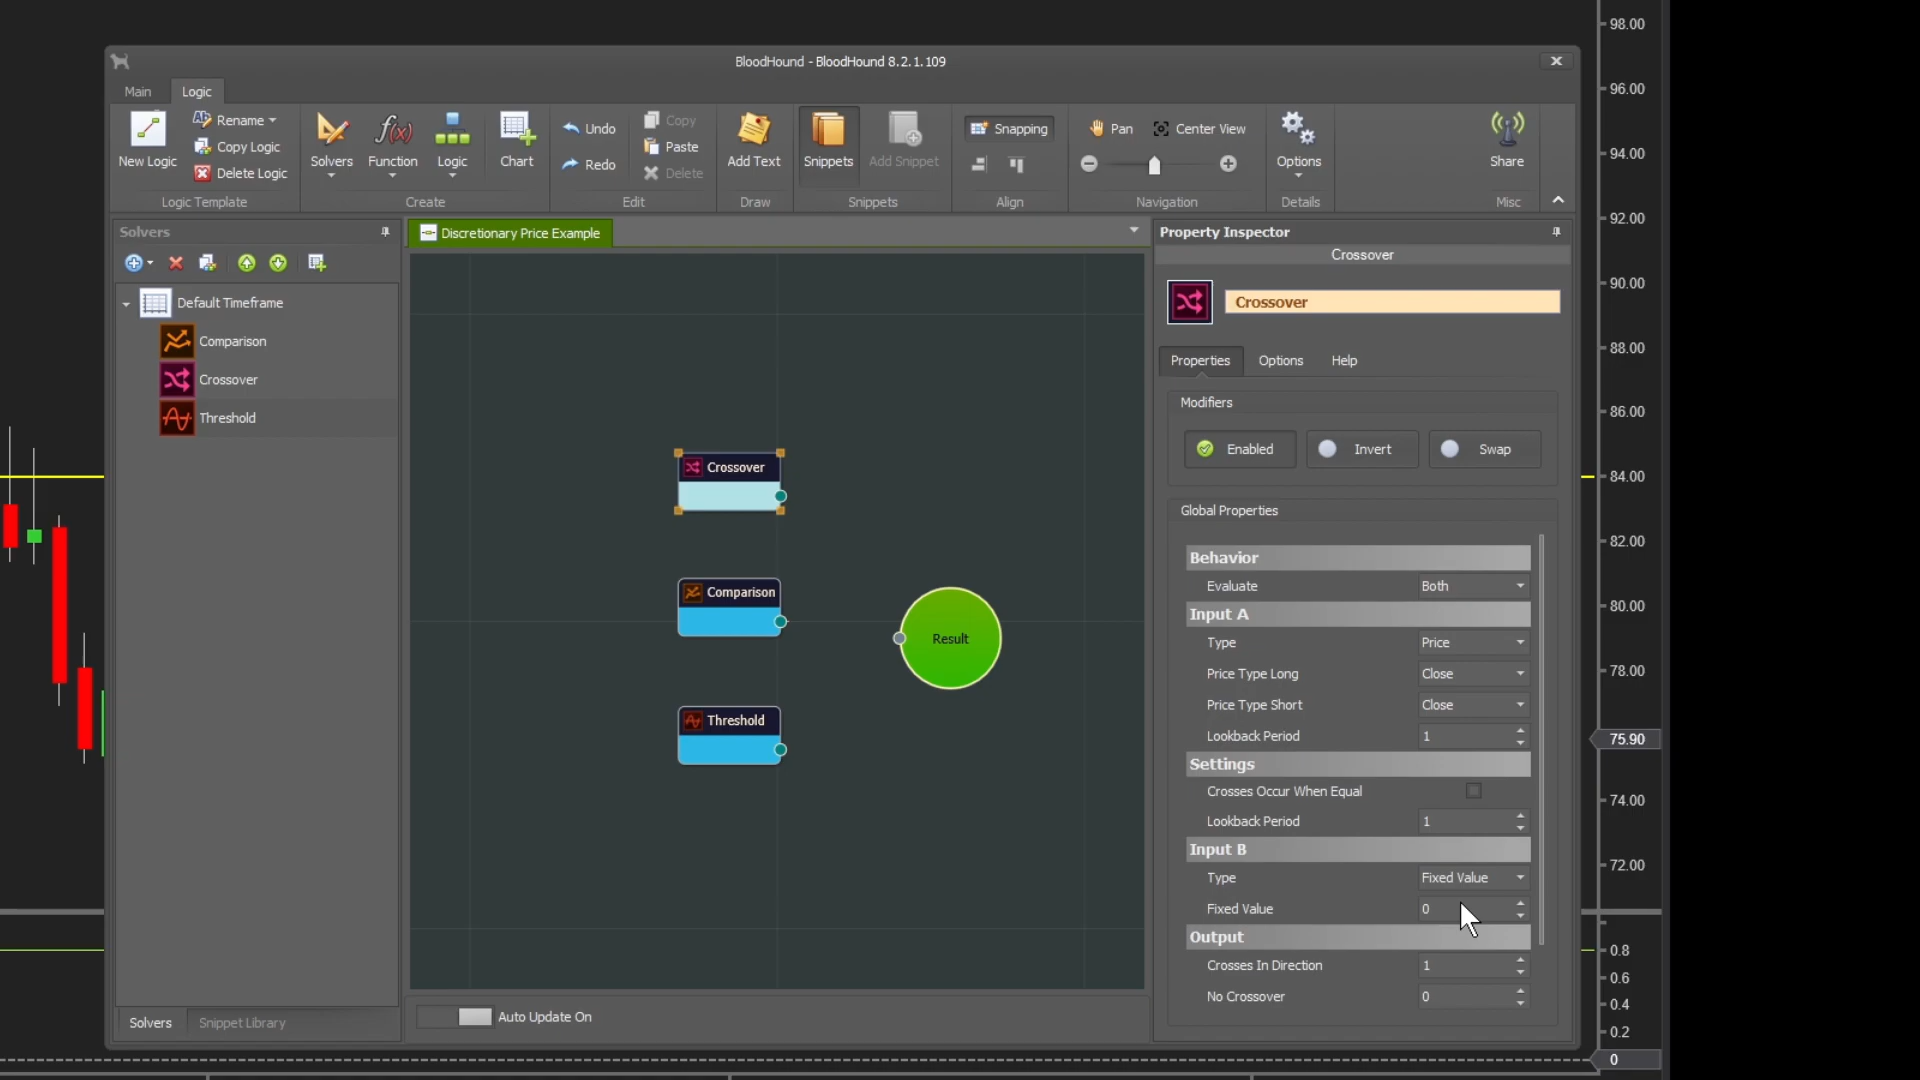 BloodHound - BloodHound 8.2.1.109
Main
Logic
New Logic
Rename
Copy Logic
Delete Logic
Logic Template
Solvers
Function
Logic
Chart
Create
Undo
Redo
Copy
Paste
Delete
Edit
Add Text
Draw
Snippets
Add Snippet
Snippets
Snapping
Align
Pan
Center View
Navigation
Options
Details
Share
Misc
Solvers
Default Timeframe
Comparison
Crossover
Threshold
Solvers
Snippet Library
Discretionary Price Example
Crossover
Comparison
Threshold
Result
Auto Update On
Property Inspector
Crossover
Crossover
Properties
Options
Help
Modifiers
Enabled
Invert
Swap
Global Properties
Behavior
Evaluate Both
Input A
Type Price
Price Type Long Close
Price Type Short Close
Lookback Period 1
Settings
Crosses Occur When Equal
Lookback Period 1
Input B
Type Fixed Value
Fixed Value 0
Output
Crosses In Direction 1
No Crossover 0
98.00
96.00
94.00
92.00
90.00
88.00
86.00
84.00
82.00
80.00
78.00
75.90
74.00
72.00
0.8
0.6
0.4
0.2
0